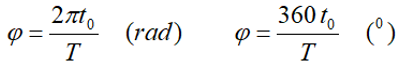 φ = 2πt₀/T (rad) φ = 360 t₀/T (⁰)